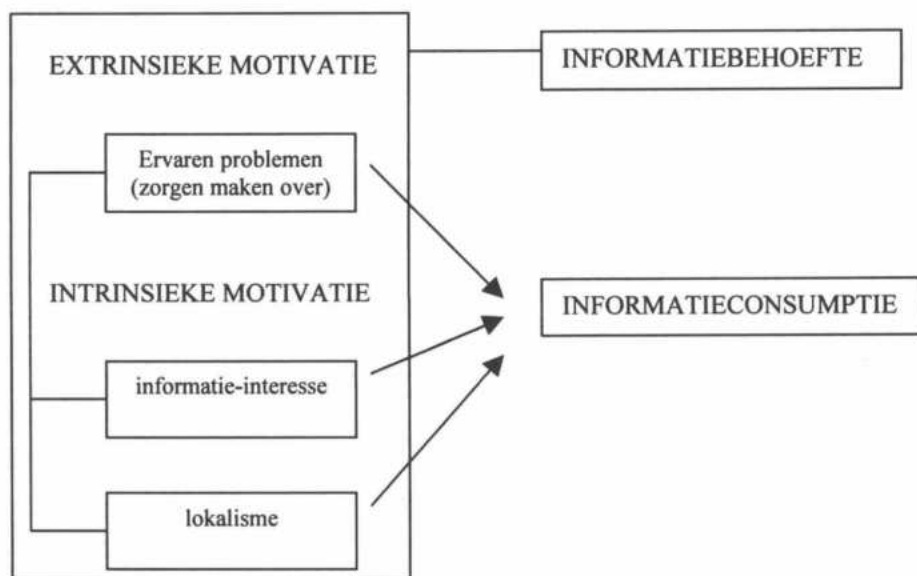 EXTRINSIEKE MOTIVATIE
INFORMATIEBEHOEFTE
Ervaren problemen
(zorgen maken over)
INTRINSIEKE MOTIVATIE
INFORMATIECONSUMPTIE
informatie-interesse
lokalisme